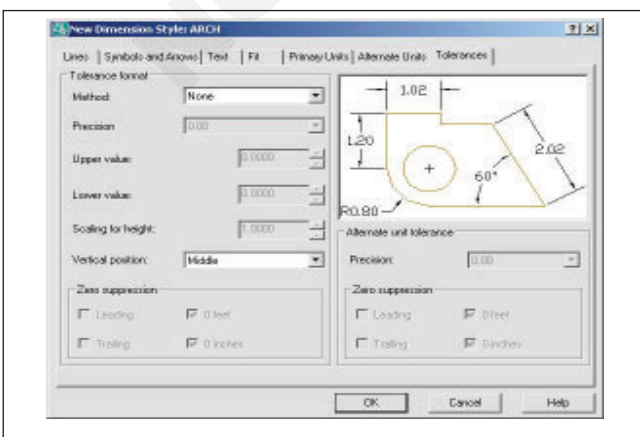 New Dimension Style: ARCH
Lines Symbols and Arrows Text Fit Primary Units Alternate Units Tolerances
Tolerance format
Method: None
Precision 0.00
Upper value: 0.0000
Lower value: 0.0000
Scaling for height: 1.0000
Vertical position: Middle
Zero suppression
Leading 0 feet
Trailing 0 inches
1.02
1.20
2.02
60°
R0.80
Alternate unit tolerance
Precision: 0.00
Zero suppression
Leading 0 feet
Trailing 0 inches
OK Cancel Help